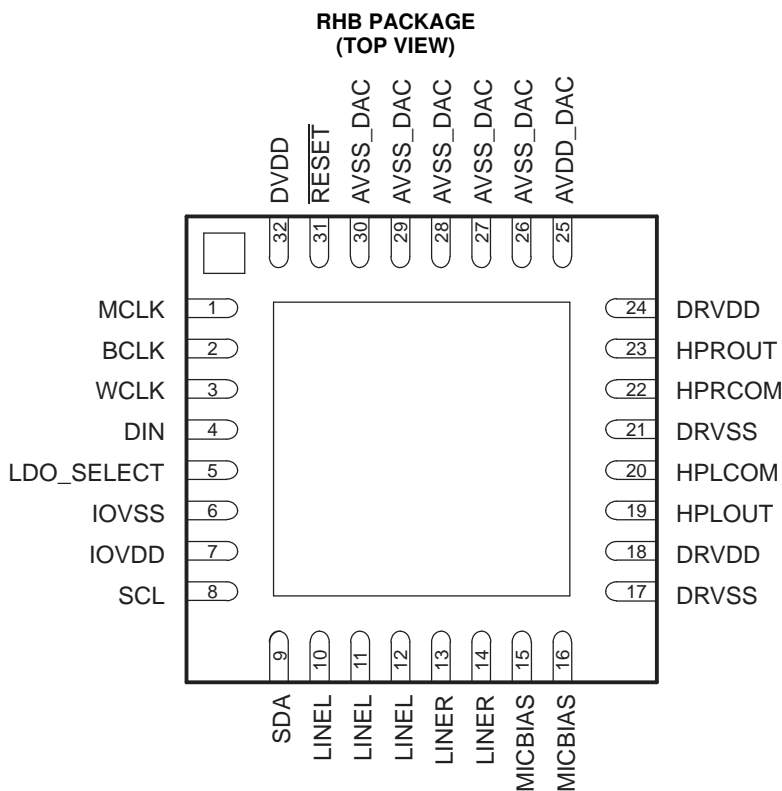 RHB PACKAGE
(TOP VIEW)
DVDD
RESET
AVSS_DAC
AVSS_DAC
AVSS_DAC
AVSS_DAC
AVSS_DAC
AVDD_DAC
32
31
30
29
28
27
26
25
MCLK 1
24 DRVDD
BCLK 2
23 HPROUT
WCLK 3
22 HPRCOM
DIN 4
21 DRVSS
LDO_SELECT 5
20 HPLCOM
IOVSS 6
19 HPLOUT
IOVDD 7
18 DRVDD
SCL 8
17 DRVSS
9
10
11
12
13
14
15
16
SDA
LINEL
LINEL
LINEL
LINER
LINER
MICBIAS
MICBIAS